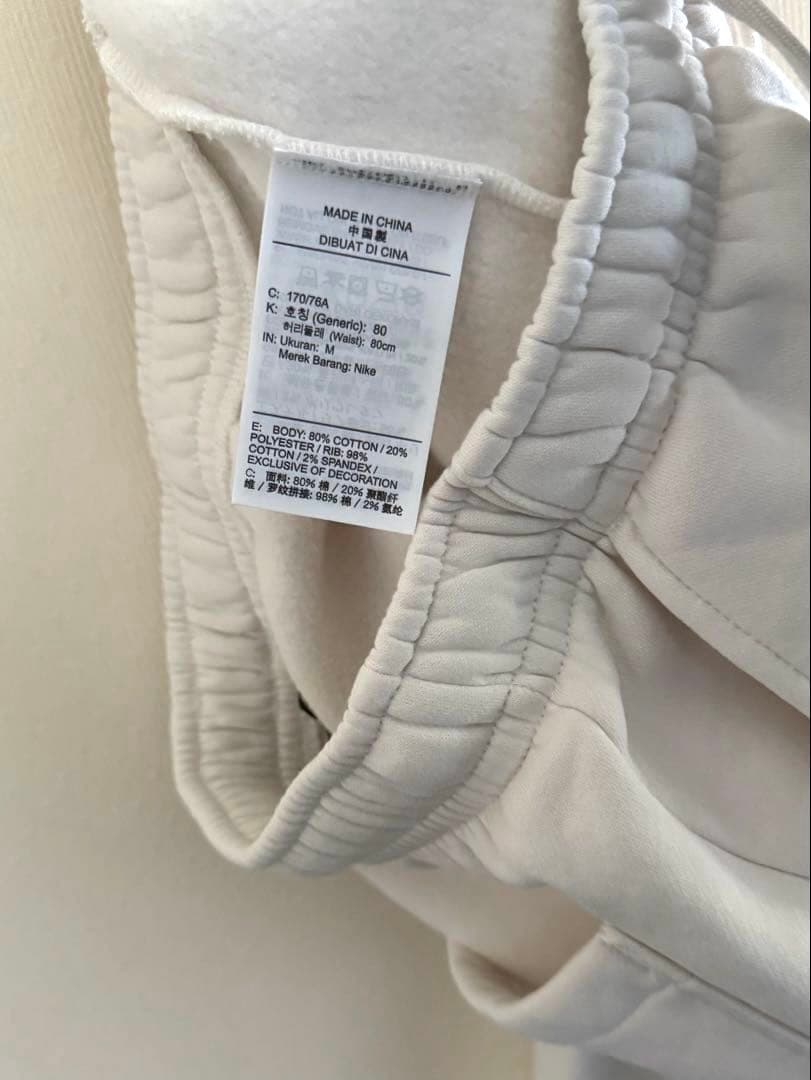 MADE IN CHINA
中国製
DIBUAT DI CINA
C: 170/76A
K: 호칭 (Generic): 80
허리둘레 (Waist): 80cm
IN: Ukuran: M
Merek Barang: Nike
E: BODY: 80% COTTON / 20%
POLYESTER / RIB: 98%
COTTON / 2% SPANDEX /
EXCLUSIVE OF DECORATION
C: 面料: 80% 棉 / 20% 聚酯纤
维 / 罗纹拼接: 98% 棉 / 2% 氨纶